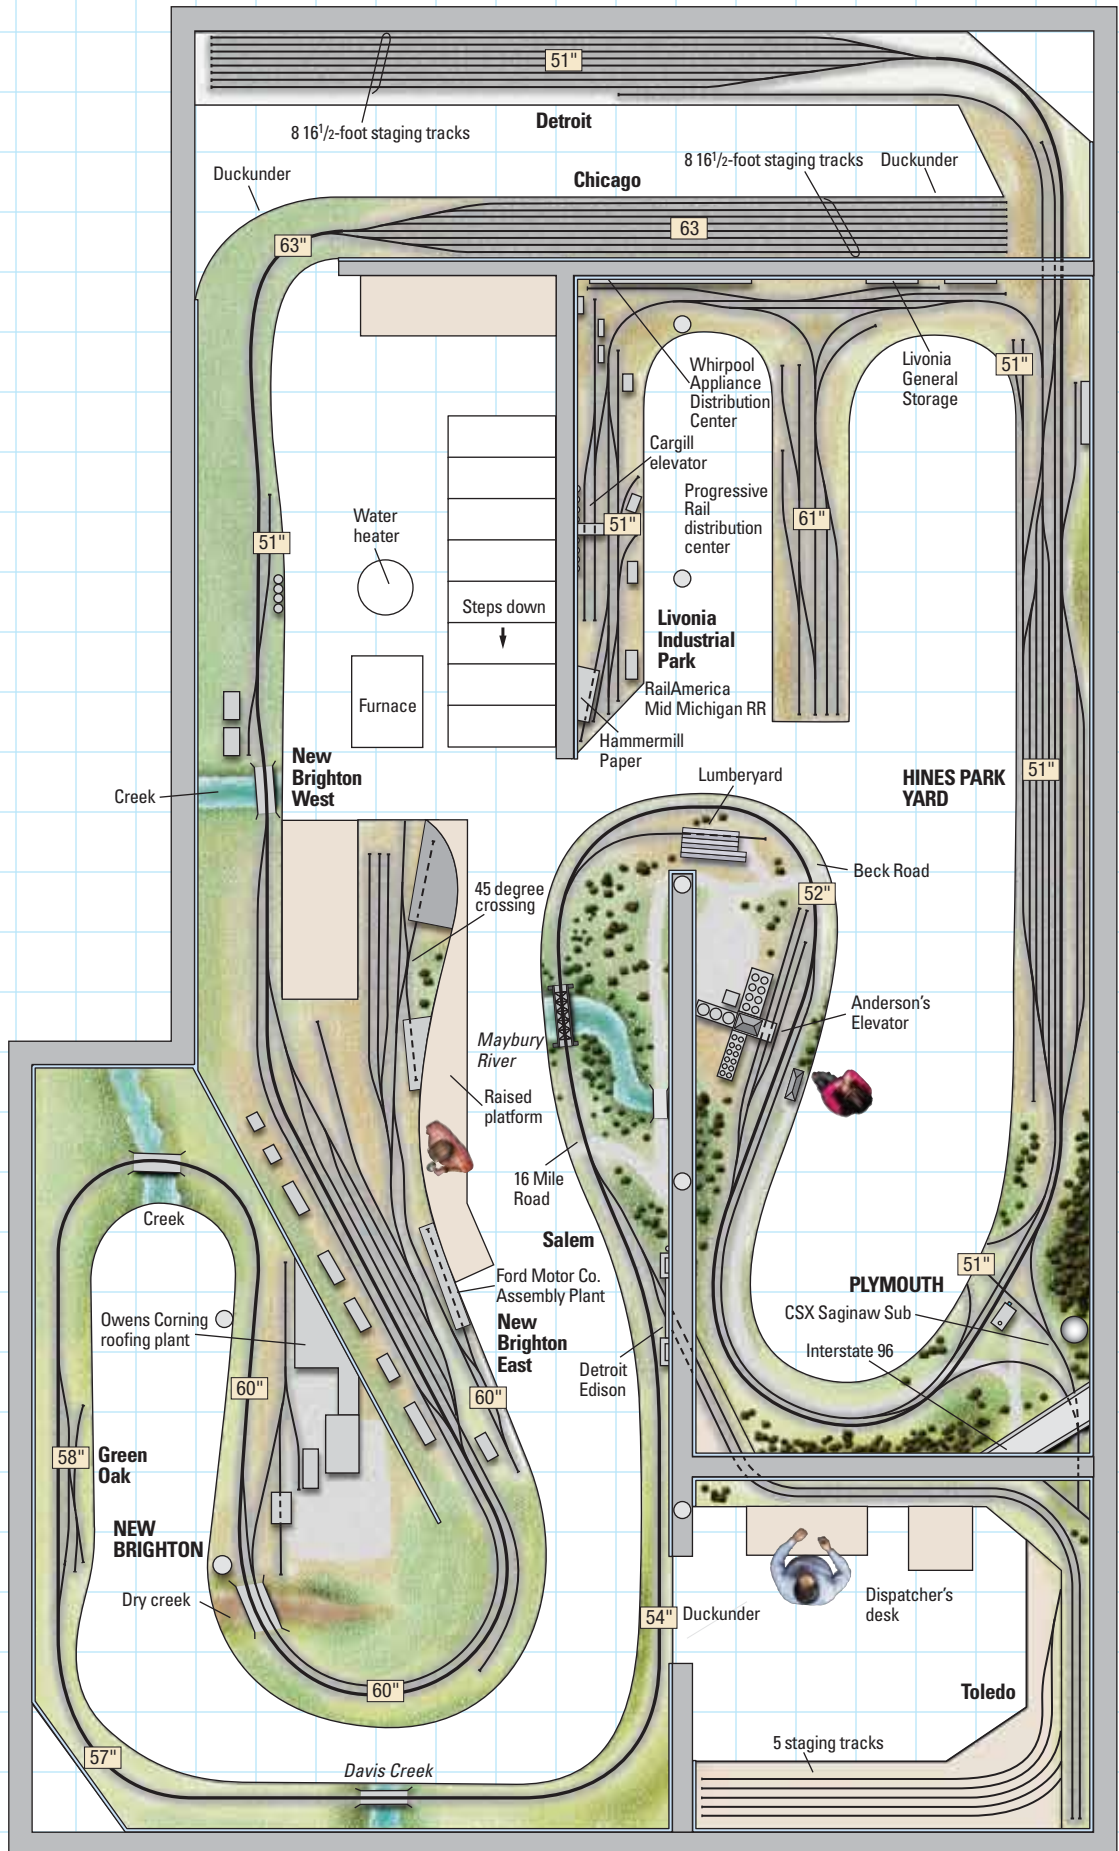 51"
8 16 1/2-foot staging tracks
Detroit
8 16 1/2-foot staging tracks
Duckunder
Duckunder
Chicago
63
63"
Whirpool
Appliance
Distribution
Center
Livonia
General
Storage
51"
Cargill
elevator
Progressive
Rail
distribution
center
51"
61"
51"
Water
heater
Steps down
Furnace
Livonia
Industrial
Park
RailAmerica
Mid Michigan RR
Hammermill
Paper
New
Brighton
West
Creek
Lumberyard
HINES PARK
YARD
51"
Beck Road
52"
45 degree
crossing
Anderson's
Elevator
Maybury
River
Raised
platform
16 Mile
Road
Creek
Salem
Ford Motor Co.
Assembly Plant
New
Brighton
East
51"
PLYMOUTH
CSX Saginaw Sub
Interstate 96
Owens Corning
roofing plant
Detroit
Edison
60"
60"
58"
Green
Oak
NEW
BRIGHTON
Dry creek
54"
Duckunder
Dispatcher's
desk
60"
Toledo
57"
Davis Creek
5 staging tracks